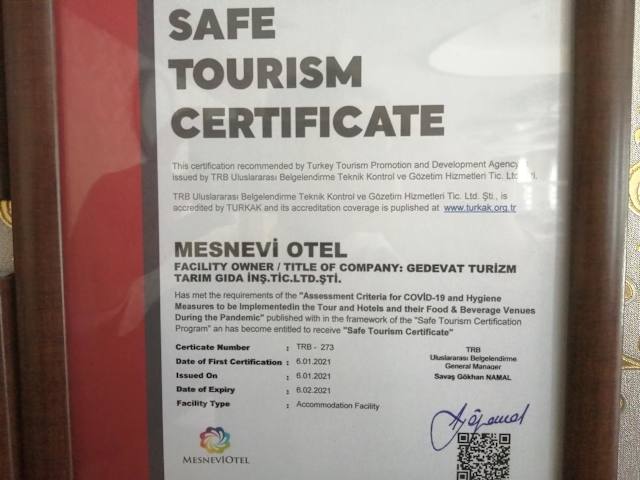 SAFE
TOURISM
CERTIFICATE
This certification recommended by Turkey Tourism Promotion and Development Agency
issued by TRB Uluslararası Belgelendirme Teknik Kontrol ve Gözetim Hizmetleri Tic. Ltd. Şti.
TRB Uluslararası Belgelendirme Teknik Kontrol ve Gözetim Hizmetleri Tic. Ltd. Şti., is
accredited by TURKAK and its accreditation coverage is puplished at www.turkak.org.tr
MESNEVİ OTEL
FACILITY OWNER / TITLE OF COMPANY: GEDEVAT TURİZM
TARIM GIDA İNŞ.TİC.LTD.ŞTİ.
Has met the requirements of the "Assessment Criteria for COVİD-19 and Hygiene
Measures to be Implementedin the Tour and Hotels and their Food & Beverage Venues
During the Pandemic" published with in the framework of the "Safe Tourism Certification
Program" an has become entitled to receive "Safe Tourism Certificate"
Certicate Number : TRB - 273
Date of First Certification : 6.01.2021
Issued On : 6.01.2021
Date of Expiry : 6.02.2021
Facility Type : Accommodation Facility
TRB
Uluslararası Belgelendirme
General Manager
Savaş Gökhan NAMAL
MESNEVİOTEL